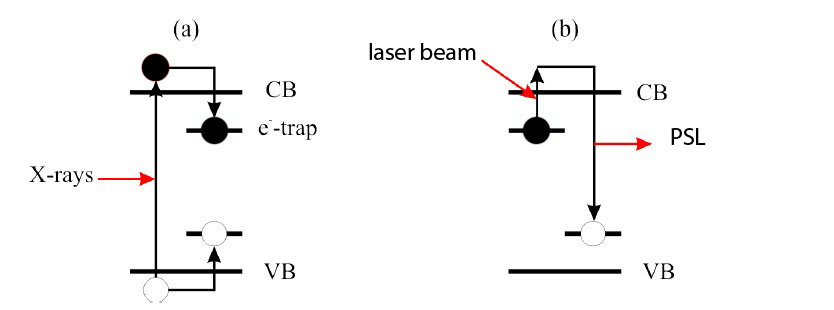 (a)
(b)
laser beam
CB
CB
e⁻-trap
PSL
X-rays
VB
VB